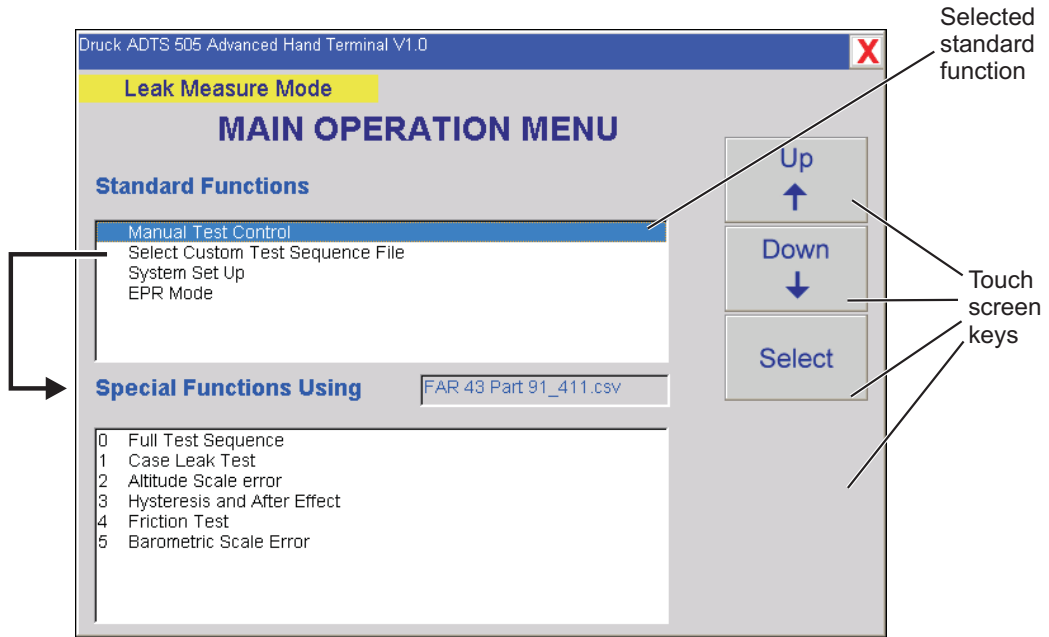 Druck ADTS 505 Advanced Hand Terminal V1.0
X
Selected
standard
function
Leak Measure Mode
MAIN OPERATION MENU
Standard Functions
Manual Test Control
Select Custom Test Sequence File
System Set Up
EPR Mode
Up
Down
Select
Touch
screen
keys
Special Functions Using
FAR 43 Part 91_411.csv
0 Full Test Sequence
1 Case Leak Test
2 Altitude Scale error
3 Hysteresis and After Effect
4 Friction Test
5 Barometric Scale Error